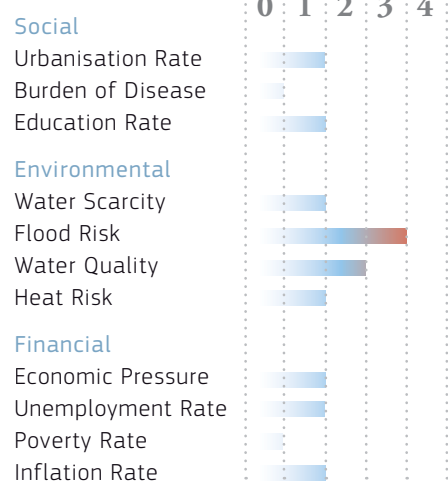 0 1 2 3 4
Social
Urbanisation Rate
Burden of Disease
Education Rate
Environmental
Water Scarcity
Flood Risk
Water Quality
Heat Risk
Financial
Economic Pressure
Unemployment Rate
Poverty Rate
Inflation Rate